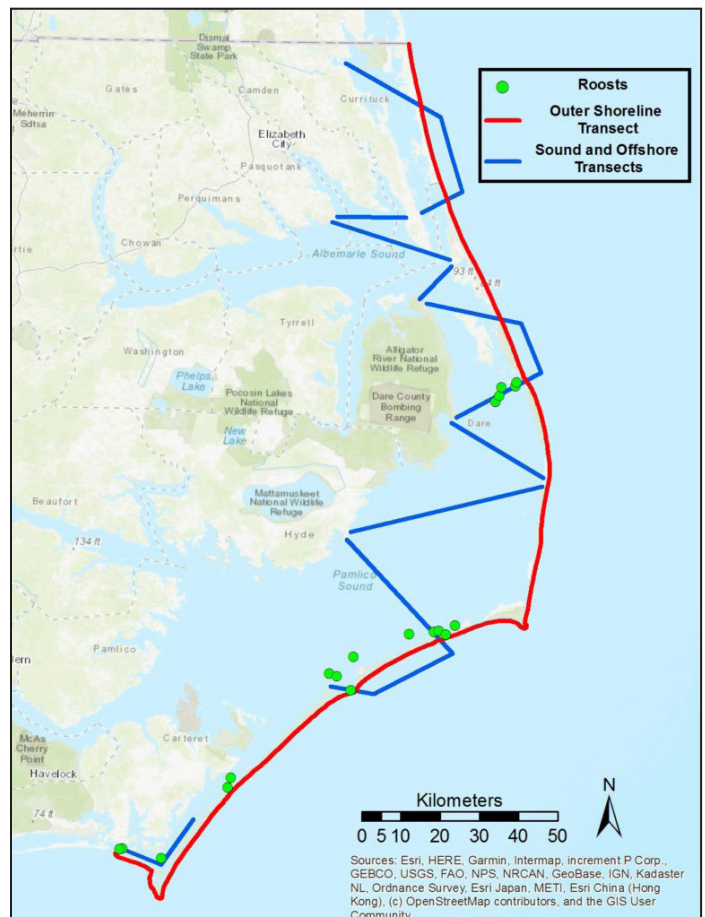 Dismal
Swamp
State Park
Gates
Camden
Currituck
Meherrin
Sdtsa
Elizabeth
City
Pasquotank
Perquimans
Chowan
rtie
Albemarle Sound
93 ft
Tyrrell
Washington
Alligator
River National
Wildlife Refuge
Phelps
Lake
Pocosin Lakes
National
Wildlife Refuge
Dare County
Bombing
Range
New
Lake
Dare
Mattamuskeet
National Wildlife
Refuge
Beaufort
Hyde
134 ft
Pamlico
Sound
Pamlico
ern
McAs
Cherry
Point
Carteret
Havelock
74 ft
Roosts
Outer Shoreline
Transect
Sound and Offshore
Transects
N
Kilometers
0 5 10 20 30 40 50
Sources: Esri, HERE, Garmin, Intermap, increment P Corp.,
GEBCO, USGS, FAO, NPS, NRCAN, GeoBase, IGN, Kadaster
NL, Ordnance Survey, Esri Japan, METI, Esri China (Hong
Kong), (c) OpenStreetMap contributors, and the GIS User
Community